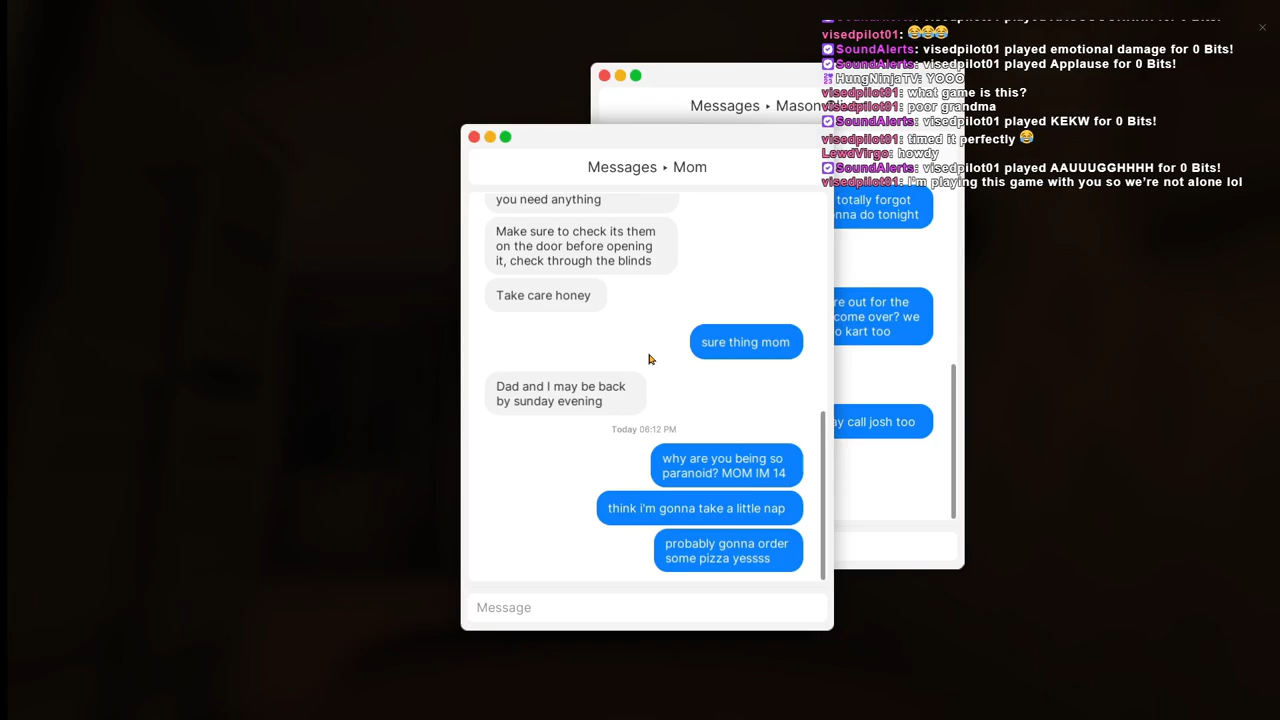 visedpilot01: 😂😂😂
SoundAlerts: visedpilot01 played emotional damage for 0 Bits!
SoundAlerts: visedpilot01 played Applause for 0 Bits!
HungNinjaTV: YOOO
visedpilot01: what game is this?
visedpilot01: poor grandma
SoundAlerts: visedpilot01 played KEKW for 0 Bits!
visedpilot01: timed it perfectly 😂
LewdVirgo: howdy
SoundAlerts: visedpilot01 played AAUUUGGHHHH for 0 Bits!
visedpilot01: I'm playing this game with you so we're not alone lol
Messages ▸ Mason
totally forgot
nna do tonight
re out for the
come over? we
o kart too
ay call josh too
Messages ▸ Mom
you need anything
Make sure to check its them
on the door before opening
it, check through the blinds
Take care honey
sure thing mom
Dad and I may be back
by sunday evening
Today 06:12 PM
why are you being so
paranoid? MOM IM 14
think i'm gonna take a little nap
probably gonna order
some pizza yessss
Message